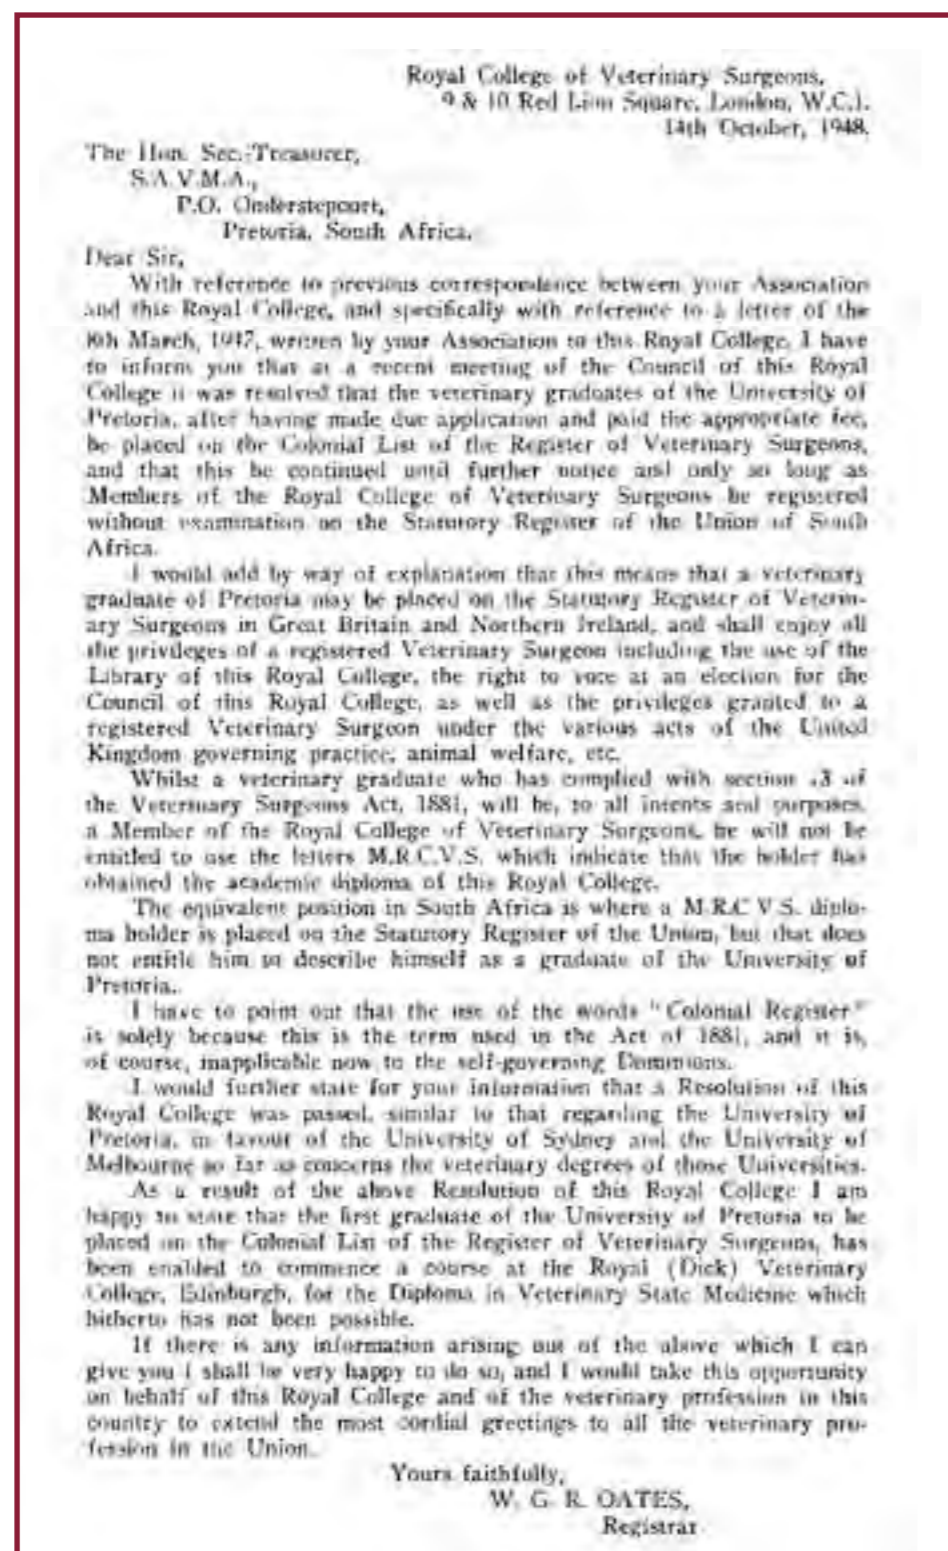 Royal College of Veterinary Surgeons,
9 & 10 Red Lion Square, London, W.C.1.
14th October, 1948.
The Hon. Sec.-Treasurer,
S.A.V.M.A.,
P.O. Onderstepoort,
Pretoria, South Africa.
Dear Sir,
With reference to previous correspondence between your Association
and this Royal College, and specifically with reference to a letter of the
March, 1947, written by your Association to this Royal College, I have
to inform you that at a recent meeting of the Council of this Royal
College it was resolved that the veterinary graduates of the University of
Pretoria, after having made due application and paid the appropriate fee,
be placed on the Colonial List of the Register of Veterinary Surgeons,
and that this be continued until further notice and only so long as
Members of the Royal College of Veterinary Surgeons be registered
without examination on the Statutory Register of the Union of South
Africa.
I would add by way of explanation that this means that a veterinary
graduate of Pretoria may be placed on the Statutory Register of Veterin-
ary Surgeons in Great Britain and Northern Ireland, and shall enjoy all
the privileges of a registered Veterinary Surgeon including the use of the
Library of this Royal College, the right to vote at an election for the
Council of this Royal College, as well as the privileges granted to a
registered Veterinary Surgeon under the various acts of the United
Kingdom governing practice, animal welfare, etc.
Whilst a veterinary graduate who has complied with section 13 of
the Veterinary Surgeons Act, 1881, will be, to all intents and purposes,
a Member of the Royal College of Veterinary Surgeons, he will not be
entitled to use the letters M.R.C.V.S. which indicate that the holder has
obtained the academic diploma of this Royal College.
The equivalent position in South Africa is where a M.R.C.V.S. diplo-
ma holder is placed on the Statutory Register of the Union, but that does
not entitle him to describe himself as a graduate of the University of
Pretoria.
I have to point out that the use of the words "Colonial Register"
is solely because this is the term used in the Act of 1881, and it is,
of course, inapplicable now to the self-governing Dominions.
I would further state for your information that a Resolution of this
Royal College was passed, similar to that regarding the University of
Pretoria, in favour of the University of Sydney and the University of
Melbourne so far as concerns the veterinary degrees of those Universities.
As a result of the above Resolution of this Royal College I am
happy to state that the first graduate of the University of Pretoria to be
placed on the Colonial List of the Register of Veterinary Surgeons, has
been enabled to commence a course at the Royal (Dick) Veterinary
College, Edinburgh, for the Diploma in Veterinary State Medicine which
hitherto has not been possible.
If there is any information arising out of the above which I can
give you I shall be very happy to do so, and I would take this opportunity
on behalf of this Royal College and of the veterinary profession in this
country to extend the most cordial greetings to all the veterinary pro-
fession in the Union.
Yours faithfully,
W. G. R. OATES,
Registrar